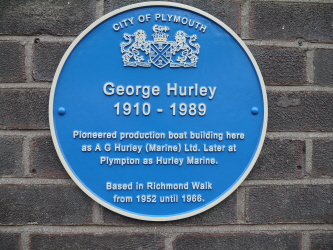 CITY OF PLYMOUTH
George Hurley
1910 - 1989
Pioneered production boat building here
as A G Hurley (Marine) Ltd. Later at
Plympton as Hurley Marine.
Based in Richmond Walk
from 1952 until 1966.